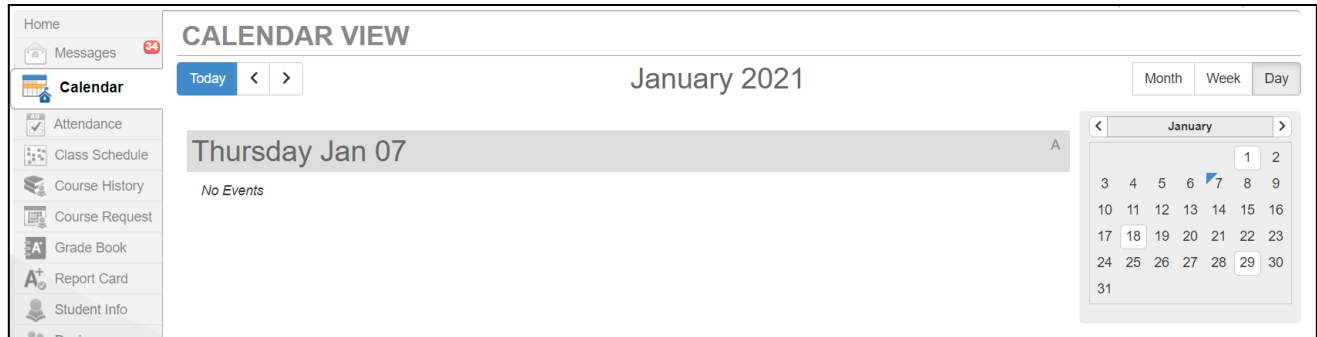 Home
Messages 34
Calendar
Attendance
Class Schedule
Course History
Course Request
Grade Book
Report Card
Student Info
CALENDAR VIEW
Today < >
January 2021
Month Week Day
Thursday Jan 07 A
No Events
< January >
1 2
3 4 5 6 7 8 9
10 11 12 13 14 15 16
17 18 19 20 21 22 23
24 25 26 27 28 29 30
31